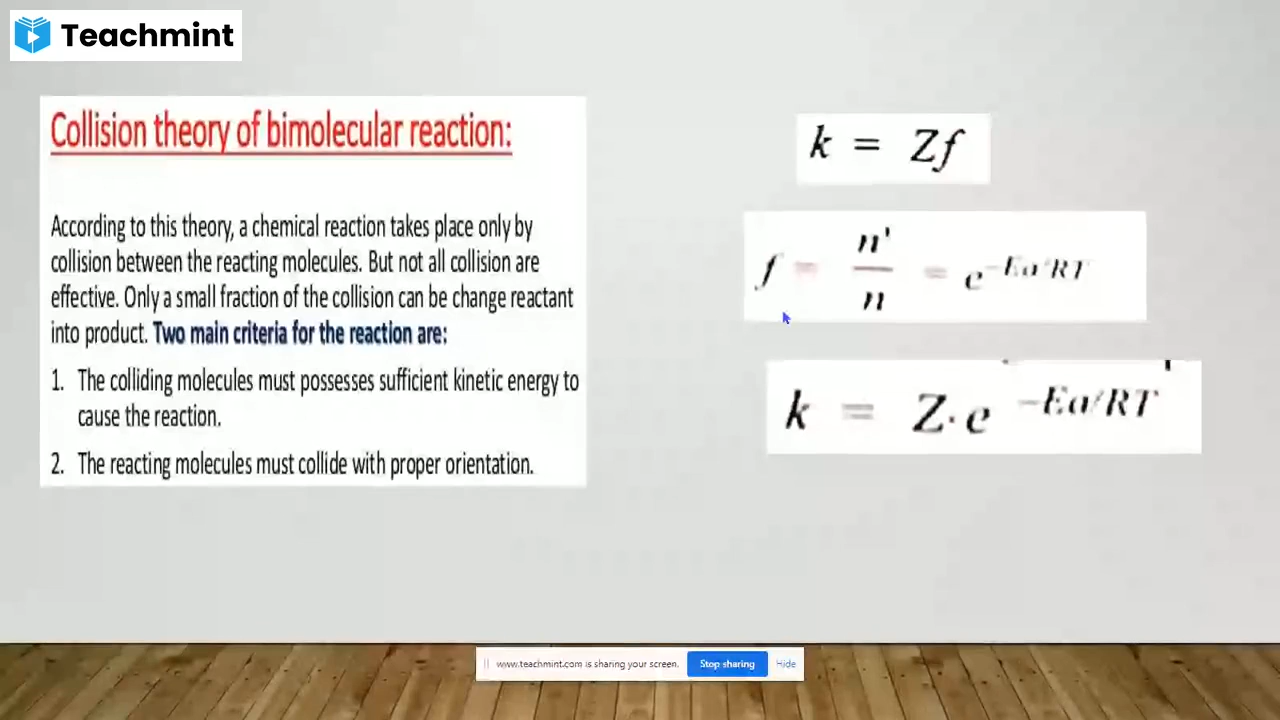 Teachmint
Collision theory of bimolecular reaction:
According to this theory, a chemical reaction takes place only by
collision between the reacting molecules. But not all collision are
effective. Only a small fraction of the collision can be change reactant
into product. Two main criteria for the reaction are:
1. The colliding molecules must possesses sufficient kinetic energy to
cause the reaction.
2. The reacting molecules must collide with proper orientation.
k = Zf
f = n'/n = e^-Ea/RT
k = Z.e^-Ea/RT
www.teachmint.com is sharing your screen. Stop sharing Hide